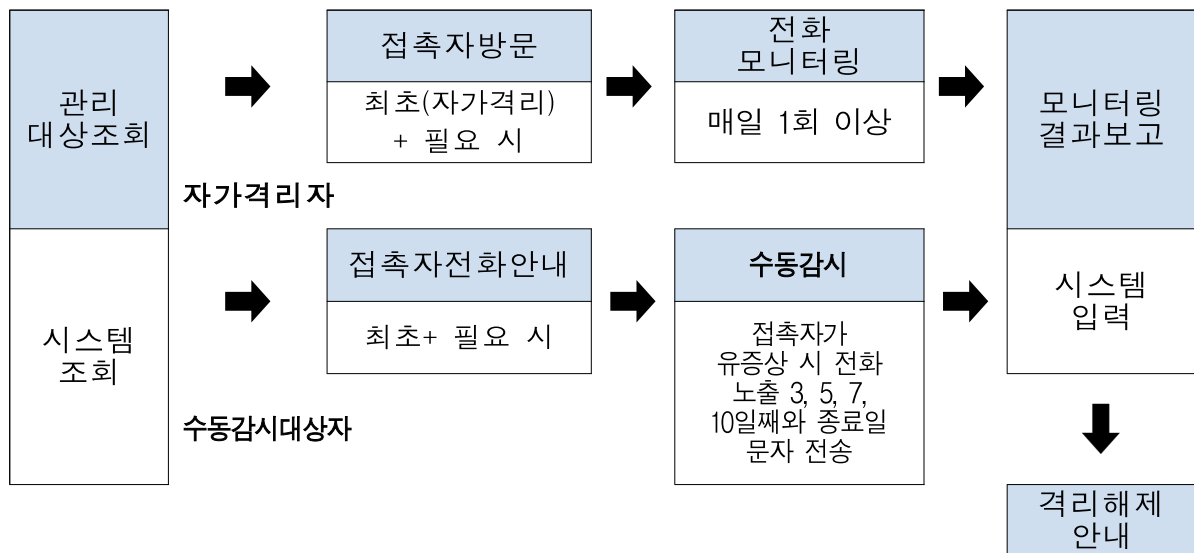 관리
대상조회
시스템
조회
자가격리자
접촉자방문
최초(자가격리)
+ 필요 시
전화
모니터링
매일 1회 이상
수동감시대상자
접촉자전화안내
최초+ 필요 시
수동감시
접촉자가
유증상 시 전화
노출 3, 5, 7,
10일째와 종료일
문자 전송
모니터링
결과보고
시스템
입력
격리해제
안내